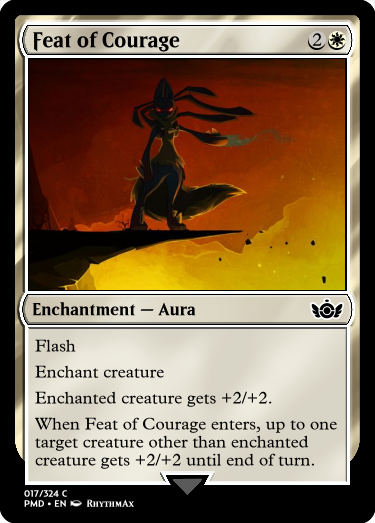 Feat of Courage 2
Enchantment — Aura
Flash
Enchant creature
Enchanted creature gets +2/+2.
When Feat of Courage enters, up to one
target creature other than enchanted
creature gets +2/+2 until end of turn.
017/324 C
PMD • EN RhythmAx